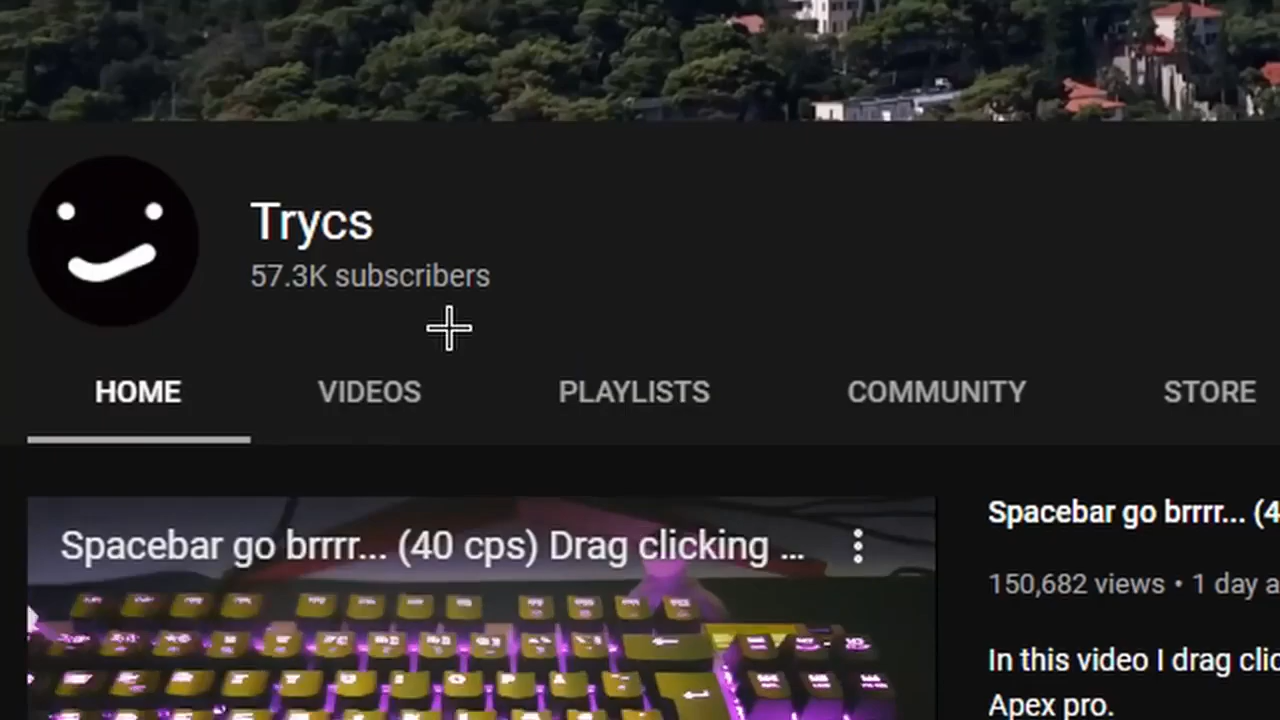 Trycs
57.3K subscribers
HOME VIDEOS PLAYLISTS COMMUNITY STORE
Spacebar go brrrr... (40 cps) Drag clicking ...
Spacebar go brrrr... (4
150,682 views • 1 day a
In this video I drag clic
Apex pro.